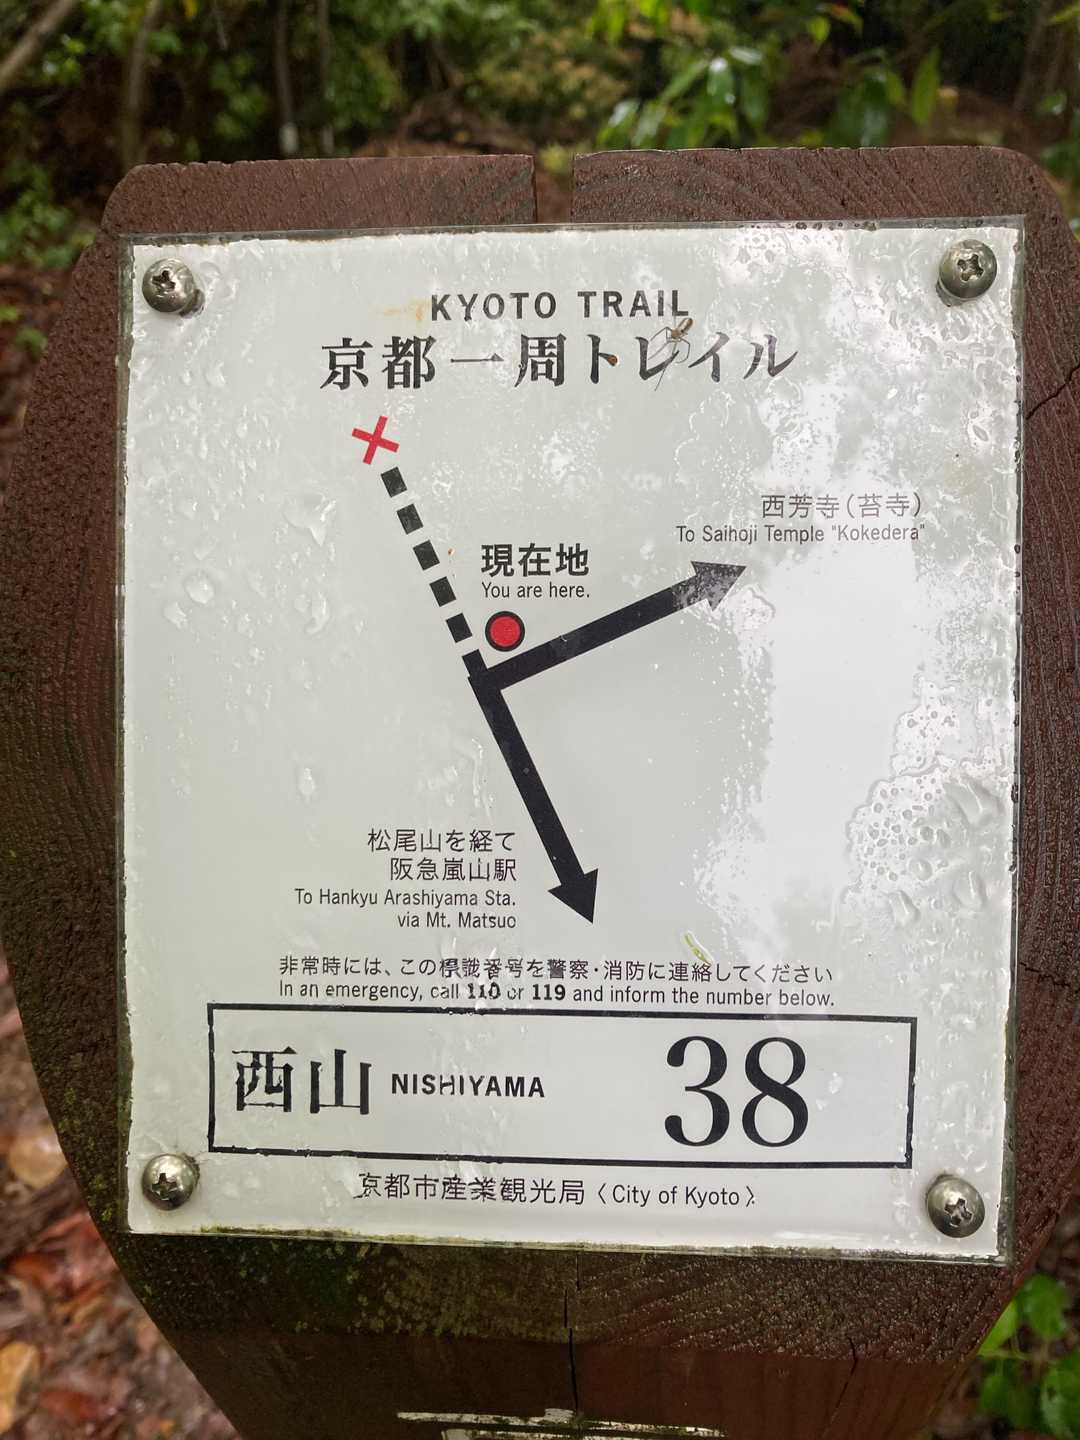 KYOTO TRAIL
京都一周トレイル
西芳寺（苔寺）
To Saihoji Temple "Kokedera"
現在地
You are here.
松尾山を経て
阪急嵐山駅
To Hankyu Arashiyama Sta.
via Mt. Matsuo
非常時には、この標識番号を警察・消防に連絡してください
In an emergency, call 110 or 119 and inform the number below.
西山 NISHIYAMA 38
京都市産業観光局〈City of Kyoto〉